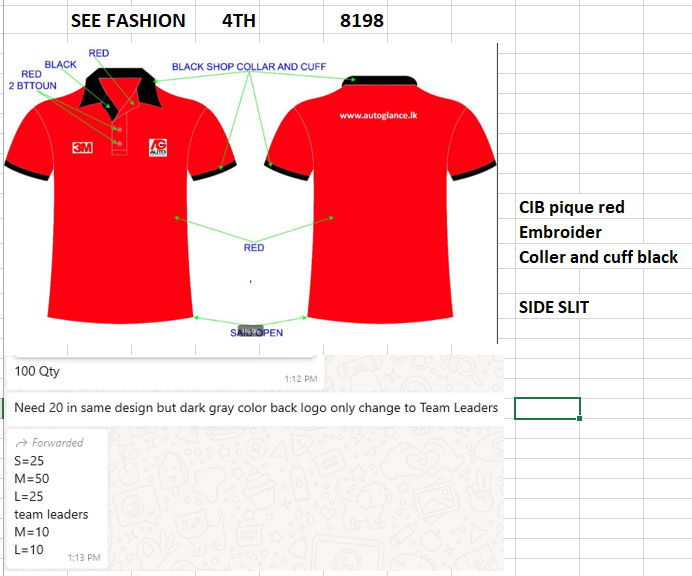 SEE FASHION 4TH 8198
RED
BLACK
RED
2 BTTOUN
BLACK SHOP COLLAR AND CUFF
3M
AG
AUTO
www.autoglance.lk
RED
OPEN
CIB pique red
Embroider
Coller and cuff black
SIDE SLIT
100 Qty
1:12 PM
Need 20 in same design but dark gray color back logo only change to Team Leaders
Forwarded
S=25
M=50
L=25
team leaders
M=10
L=10
1:13 PM